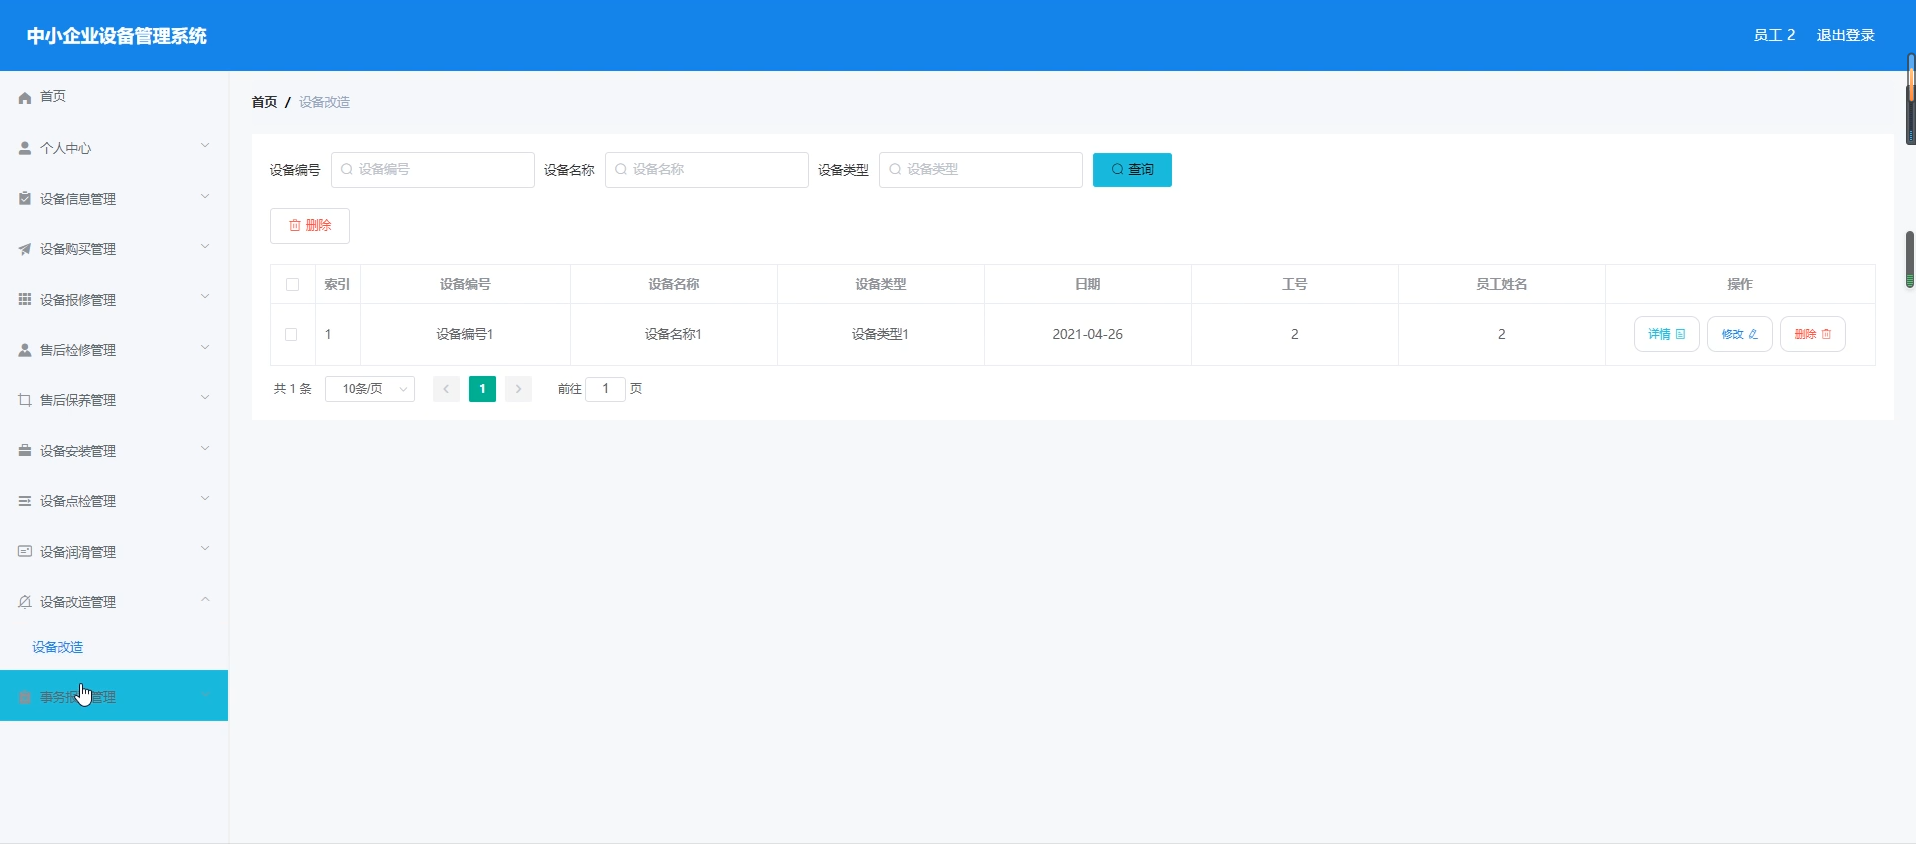 中小企业设备管理系统
员工 2 退出登录
首页
个人中心
设备信息管理
设备购买管理
设备报修管理
售后检修管理
售后保养管理
设备安装管理
设备点检管理
设备润滑管理
设备改造管理
设备改造
事务报 管理
首页 / 设备改造
设备编号 设备编号 设备名称 设备名称 设备类型 设备类型 查询
删除
索引 设备编号 设备名称 设备类型 日期 工号 员工姓名 操作
1 设备编号1 设备名称1 设备类型1 2021-04-26 2 2 详情 修改 删除
共 1 条 10条/页 1 前往 1 页